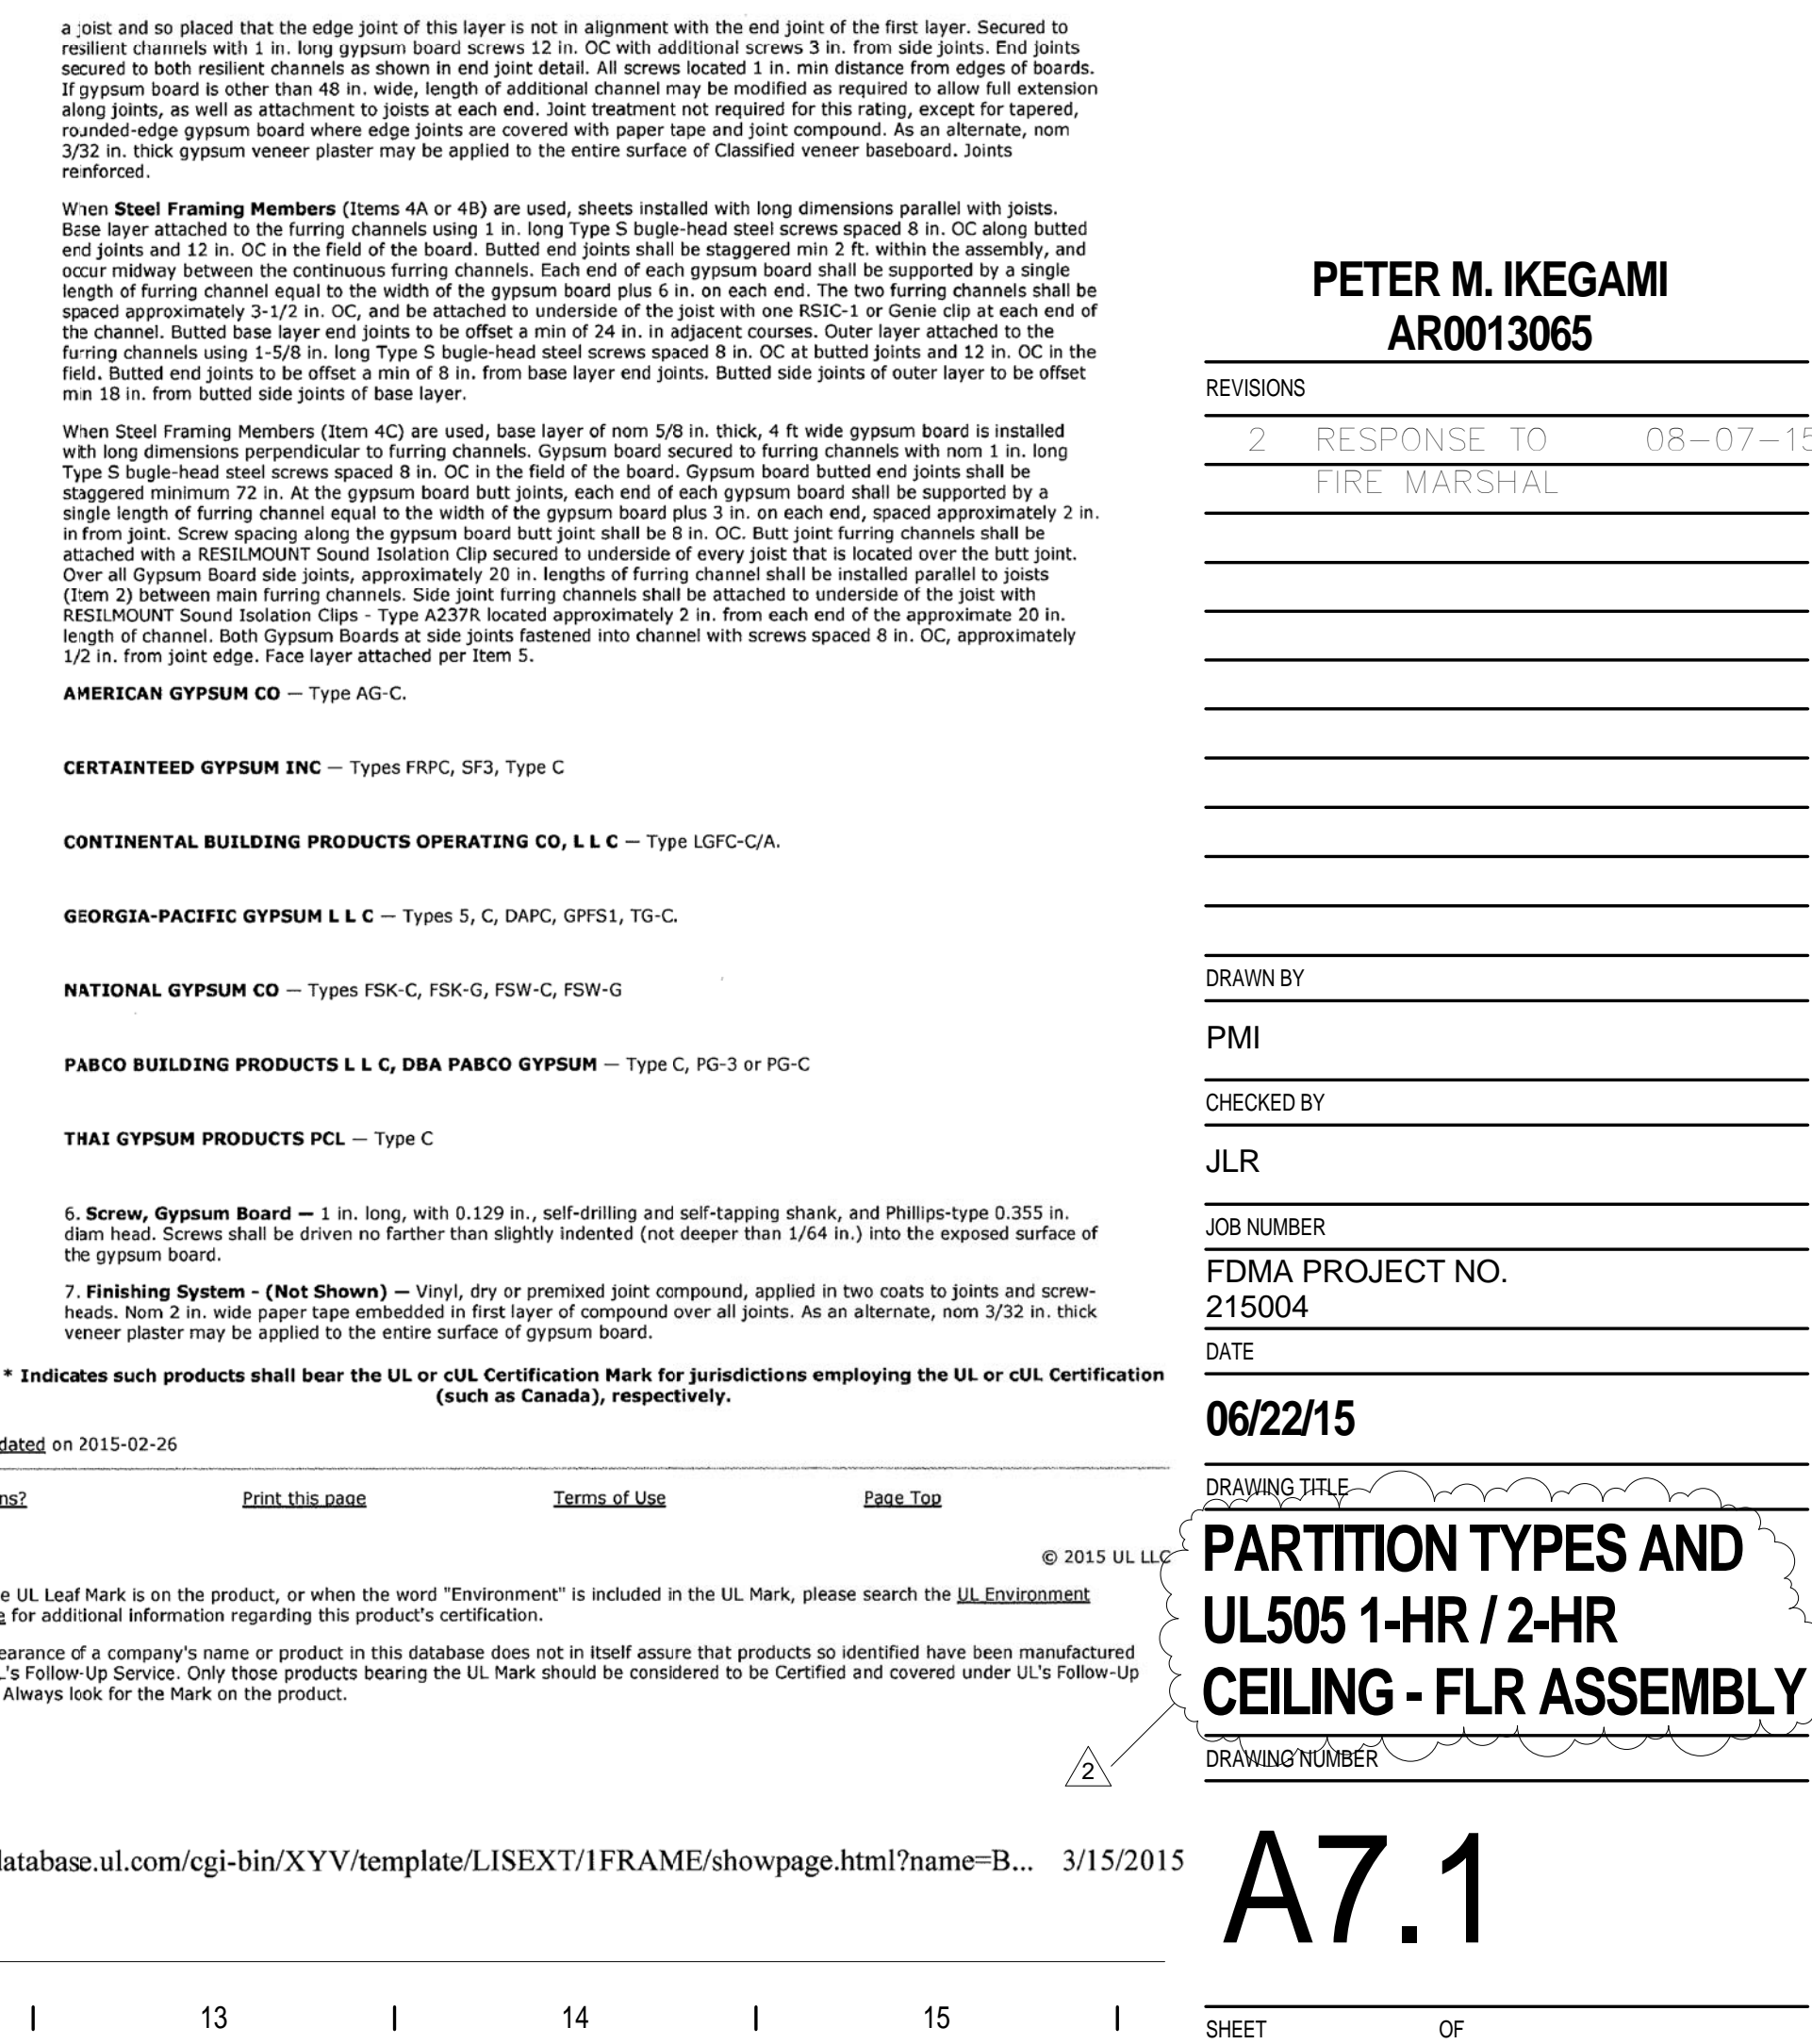 a joist and so placed that the edge joint of this layer is not in alignment with the end joint of the first layer. Secured to
resilient channels with 1 in. long gypsum board screws 12 in. OC with additional screws 3 in. from side joints. End joints
secured to both resilient channels as shown in end joint detail. All screws located 1 in. min distance from edges of boards.
If gypsum board is other than 48 in. wide, length of additional channel may be modified as required to allow full extension
along joints, as well as attachment to joists at each end. Joint treatment not required for this rating, except for tapered,
rounded-edge gypsum board where edge joints are covered with paper tape and joint compound. As an alternate, nom
3/32 in. thick gypsum veneer plaster may be applied to the entire surface of Classified veneer baseboard. Joints
reinforced.
When Steel Framing Members (Items 4A or 4B) are used, sheets installed with long dimensions parallel with joists.
Base layer attached to the furring channels using 1 in. long Type S bugle-head steel screws spaced 8 in. OC along butted
end joints and 12 in. OC in the field of the board. Butted end joints shall be staggered min 2 ft. within the assembly, and
occur midway between the continuous furring channels. Each end of each gypsum board shall be supported by a single
length of furring channel equal to the width of the gypsum board plus 6 in. on each end. The two furring channels shall be
spaced approximately 3-1/2 in. OC, and be attached to underside of the joist with one RSIC-1 or Genie clip at each end of
the channel. Butted base layer end joints to be offset a min of 24 in. in adjacent courses. Outer layer attached to the
furring channels using 1-5/8 in. long Type S bugle-head steel screws spaced 8 in. OC at butted joints and 12 in. OC in the
field. Butted end joints to be offset a min of 8 in. from base layer end joints. Butted side joints of outer layer to be offset
min 18 in. from butted side joints of base layer.
When Steel Framing Members (Item 4C) are used, base layer of nom 5/8 in. thick, 4 ft wide gypsum board is installed
with long dimensions perpendicular to furring channels. Gypsum board secured to furring channels with nom 1 in. long
Type S bugle-head steel screws spaced 8 in. OC in the field of the board. Gypsum board butted end joints shall be
staggered minimum 72 in. At the gypsum board butt joints, each end of each gypsum board shall be supported by a
single length of furring channel equal to the width of the gypsum board plus 3 in. on each end, spaced approximately 2 in.
in from joint. Screw spacing along the gypsum board butt joint shall be 8 in. OC. Butt joint furring channels shall be
attached with a RESILMOUNT Sound Isolation Clip secured to underside of every joist that is located over the butt joint.
Over all Gypsum Board side joints, approximately 20 in. lengths of furring channel shall be installed parallel to joists
(Item 2) between main furring channels. Side joint furring channels shall be attached to underside of the joist with
RESILMOUNT Sound Isolation Clips - Type A237R located approximately 2 in. from each end of the approximate 20 in.
length of channel. Both Gypsum Boards at side joints fastened into channel with screws spaced 8 in. OC, approximately
1/2 in. from joint edge. Face layer attached per Item 5.
AMERICAN GYPSUM CO — Type AG-C.
CERTAINTEED GYPSUM INC — Types FRPC, SF3, Type C
CONTINENTAL BUILDING PRODUCTS OPERATING CO, L L C — Type LGFC-C/A.
GEORGIA-PACIFIC GYPSUM L L C — Types 5, C, DAPC, GPFS1, TG-C.
NATIONAL GYPSUM CO — Types FSK-C, FSK-G, FSW-C, FSW-G
PABCO BUILDING PRODUCTS L L C, DBA PABCO GYPSUM — Type C, PG-3 or PG-C
THAI GYPSUM PRODUCTS PCL — Type C
6. Screw, Gypsum Board — 1 in. long, with 0.129 in., self-drilling and self-tapping shank, and Phillips-type 0.355 in.
diam head. Screws shall be driven no farther than slightly indented (not deeper than 1/64 in.) into the exposed surface of
the gypsum board.
7. Finishing System - (Not Shown) — Vinyl, dry or premixed joint compound, applied in two coats to joints and screw-
heads. Nom 2 in. wide paper tape embedded in first layer of compound over all joints. As an alternate, nom 3/32 in. thick
veneer plaster may be applied to the entire surface of gypsum board.
* Indicates such products shall bear the UL or cUL Certification Mark for jurisdictions employing the UL or cUL Certification
(such as Canada), respectively.
dated on 2015-02-26
ns? Print this page Terms of Use Page Top
© 2015 UL LLC
e UL Leaf Mark is on the product, or when the word "Environment" is included in the UL Mark, please search the UL Environment
e for additional information regarding this product's certification.
earance of a company's name or product in this database does not in itself assure that products so identified have been manufactured
L's Follow-Up Service. Only those products bearing the UL Mark should be considered to be Certified and covered under UL's Follow-Up
Always look for the Mark on the product.
2
latabase.ul.com/cgi-bin/XYV/template/LISEXT/1FRAME/showpage.html?name=B... 3/15/2015
13 14 15
PETER M. IKEGAMI
AR0013065
REVISIONS
2 RESPONSE TO 08-07-15
FIRE MARSHAL
DRAWN BY
PMI
CHECKED BY
JLR
JOB NUMBER
FDMA PROJECT NO.
215004
DATE
06/22/15
DRAWING TITLE
PARTITION TYPES AND
UL505 1-HR / 2-HR
CEILING - FLR ASSEMBLY
DRAWING NUMBER
A7.1
SHEET OF